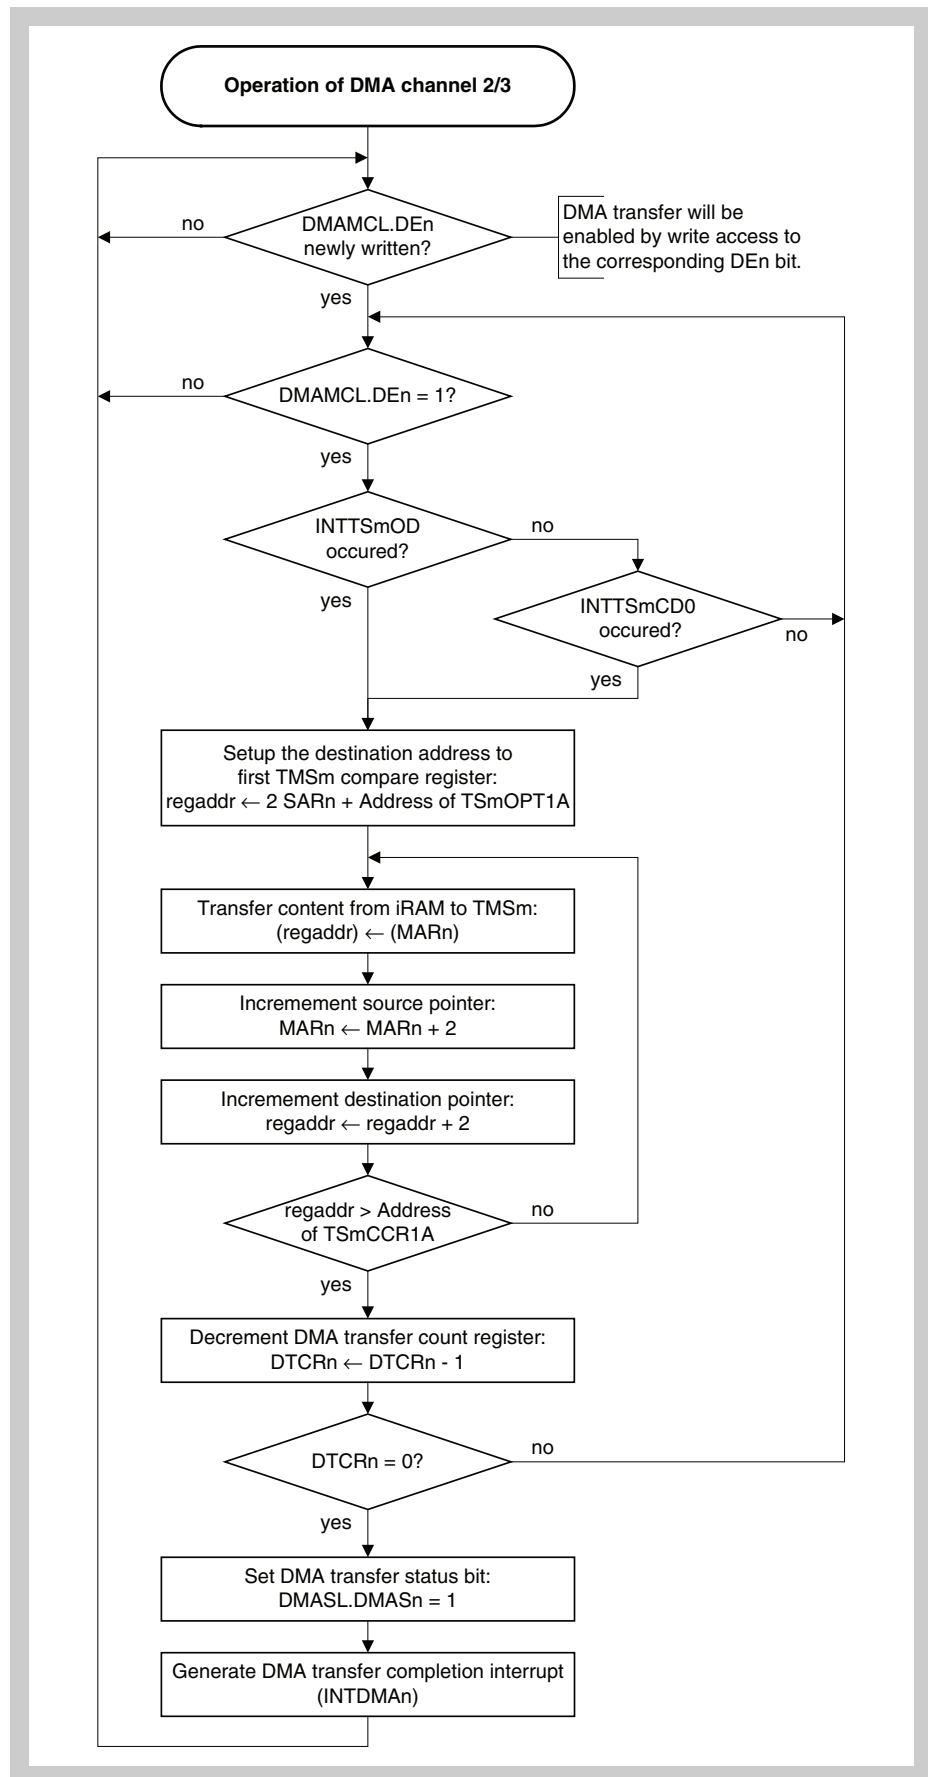 Operation of DMA channel 2/3
DMAMCL.DEn
newly written?
no
DMA transfer will be
enabled by write access to
the corresponding DEn bit.
yes
DMAMCL.DEn = 1?
no
yes
INTTSmOD
occured?
no
yes
INTTSmCD0
occured?
no
yes
Setup the destination address to
first TMSm compare register:
regaddr ← 2 SARn + Address of TSmOPT1A
Transfer content from iRAM to TMSm:
(regaddr) ← (MARn)
Incremement source pointer:
MARn ← MARn + 2
Incremement destination pointer:
regaddr ← regaddr + 2
regaddr > Address
of TSmCCR1A
no
yes
Decrement DMA transfer count register:
DTCRn ← DTCRn - 1
DTCRn = 0?
no
yes
Set DMA transfer status bit:
DMASL.DMASn = 1
Generate DMA transfer completion interrupt
(INTDMAn)